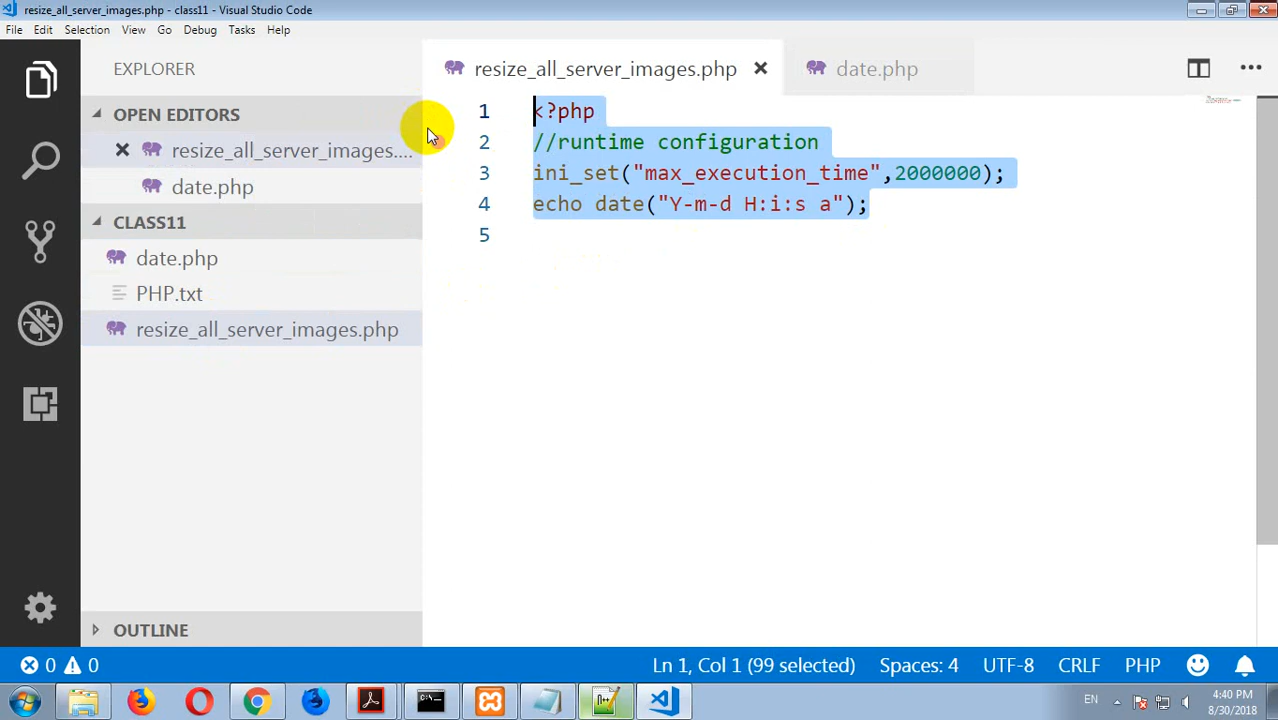 resize_all_server_images.php - class11 - Visual Studio Code
File Edit Selection View Go Debug Tasks Help
EXPLORER
resize_all_server_images.php
date.php
OPEN EDITORS
resize_all_server_images....
date.php
CLASS11
date.php
PHP.txt
resize_all_server_images.php
OUTLINE
1 <?php
2 //runtime configuration
3 ini_set("max_execution_time",2000000);
4 echo date("Y-m-d H:i:s a");
5
0 0 Ln 1, Col 1 (99 selected) Spaces: 4 UTF-8 CRLF PHP
EN 4:40 PM
8/30/2018